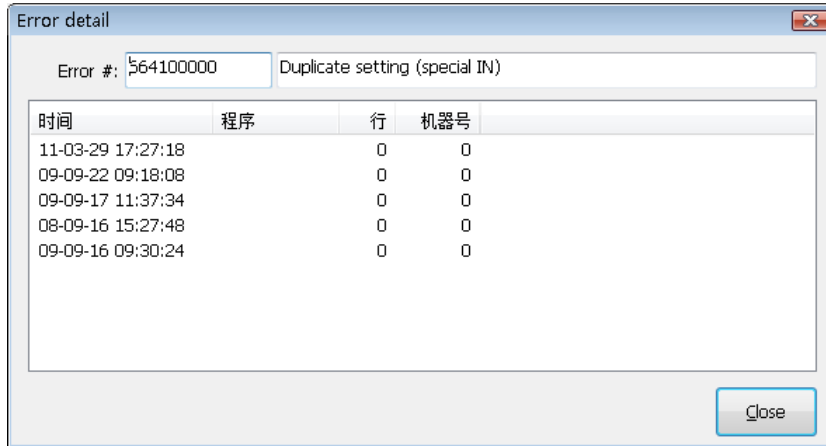 Error detail
Error #: 564100000 Duplicate setting (special IN)
时间 程序 行 机器号
11-03-29 17:27:18 0 0
09-09-22 09:18:08 0 0
09-09-17 11:37:34 0 0
08-09-16 15:27:48 0 0
09-09-16 09:30:24 0 0
Close